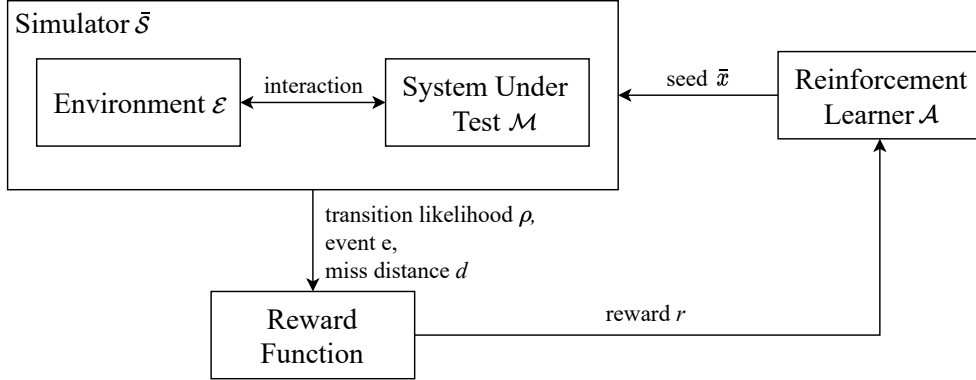 Simulator 𝒮̄
Environment ℰ
interaction
System Under
Test ℳ
seed x̄
Reinforcement
Learner 𝒜
transition likelihood ρ,
event e,
miss distance d
Reward
Function
reward r